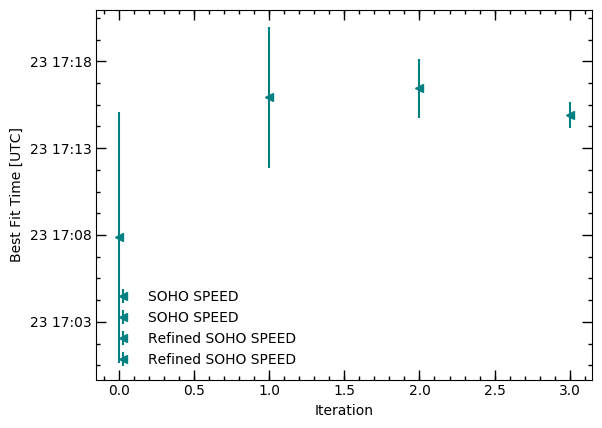 23 17:18
23 17:13
23 17:08
23 17:03
Best Fit Time [UTC]
SOHO SPEED
SOHO SPEED
Refined SOHO SPEED
Refined SOHO SPEED
0.0 0.5 1.0 1.5 2.0 2.5 3.0
Iteration